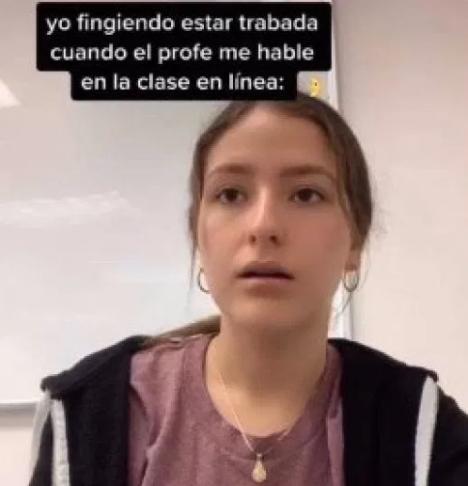 yo fingiendo estar trabada
cuando el profe me hable
en la clase en línea: